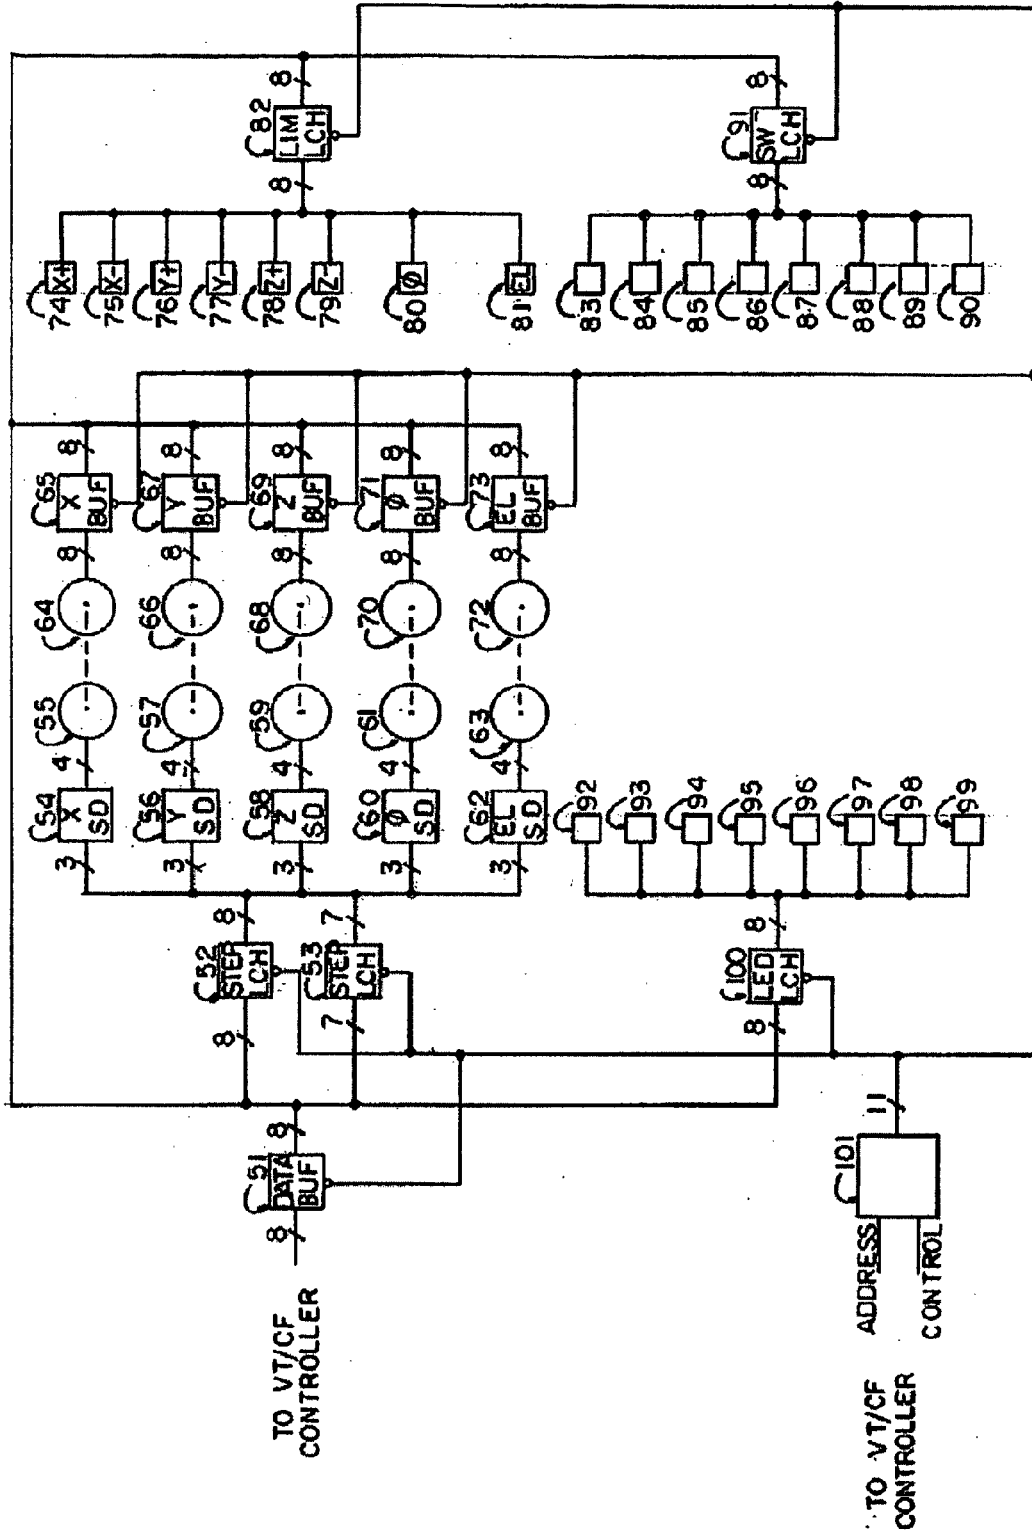 82
8
LIM
LCH
8
91
8
SW
LCH
8
74 X+
75 X-
76 Y+
77 Y-
78 Z+
79 Z-
80 Ø
81 EL
83
84
85
86
87
88
89
90
65
X
BUF
8
8
67
Y
BUF
8
8
69
Z
BUF
8
8
71
Ø
BUF
8
8
73
EL
BUF
8
8
64
66
68
70
72
55
57
59
61
63
4
4
4
4
4
54
X
SD
3
56
Y
SD
3
58
Z
SD
3
60
Ø
SD
3
62
EL
SD
3
92
93
94
95
96
97
98
99
52
8
STEP
LCH
8
53
7
STEP
LCH
7
100
8
LED
LCH
8
51
8
DATA
BUF
8
TO VT/CF
CONTROLLER
101
11
ADDRESS
CONTROL
TO VT/CF
CONTROLLER